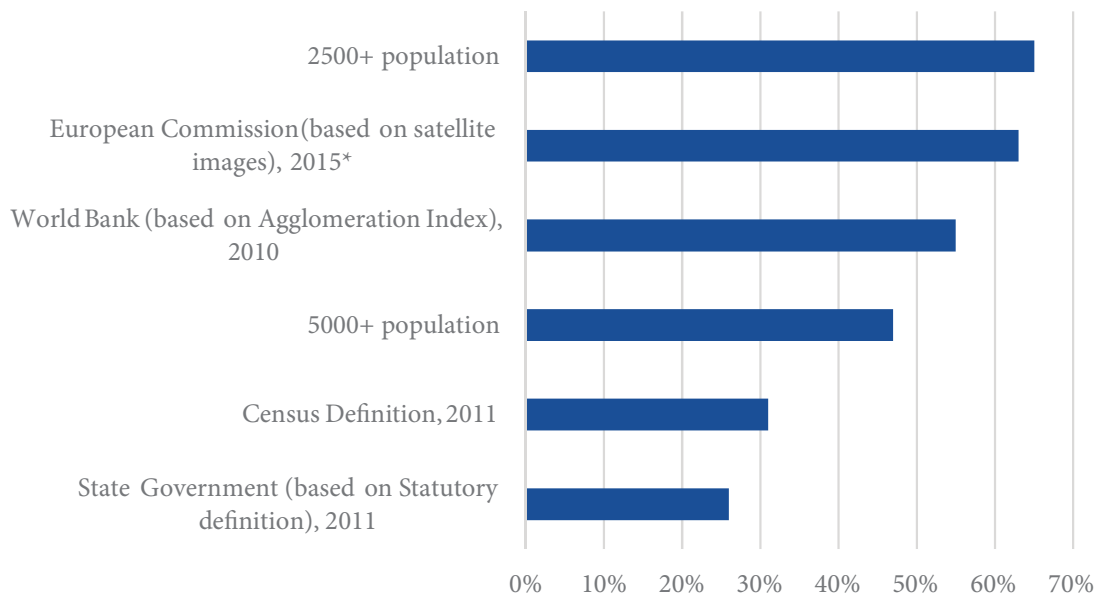 2500+ population
European Commission(based on satellite
images), 2015*
World Bank (based on Agglomeration Index),
2010
5000+ population
Census Definition, 2011
State Government (based on Statutory
definition), 2011
0% 10% 20% 30% 40% 50% 60% 70%